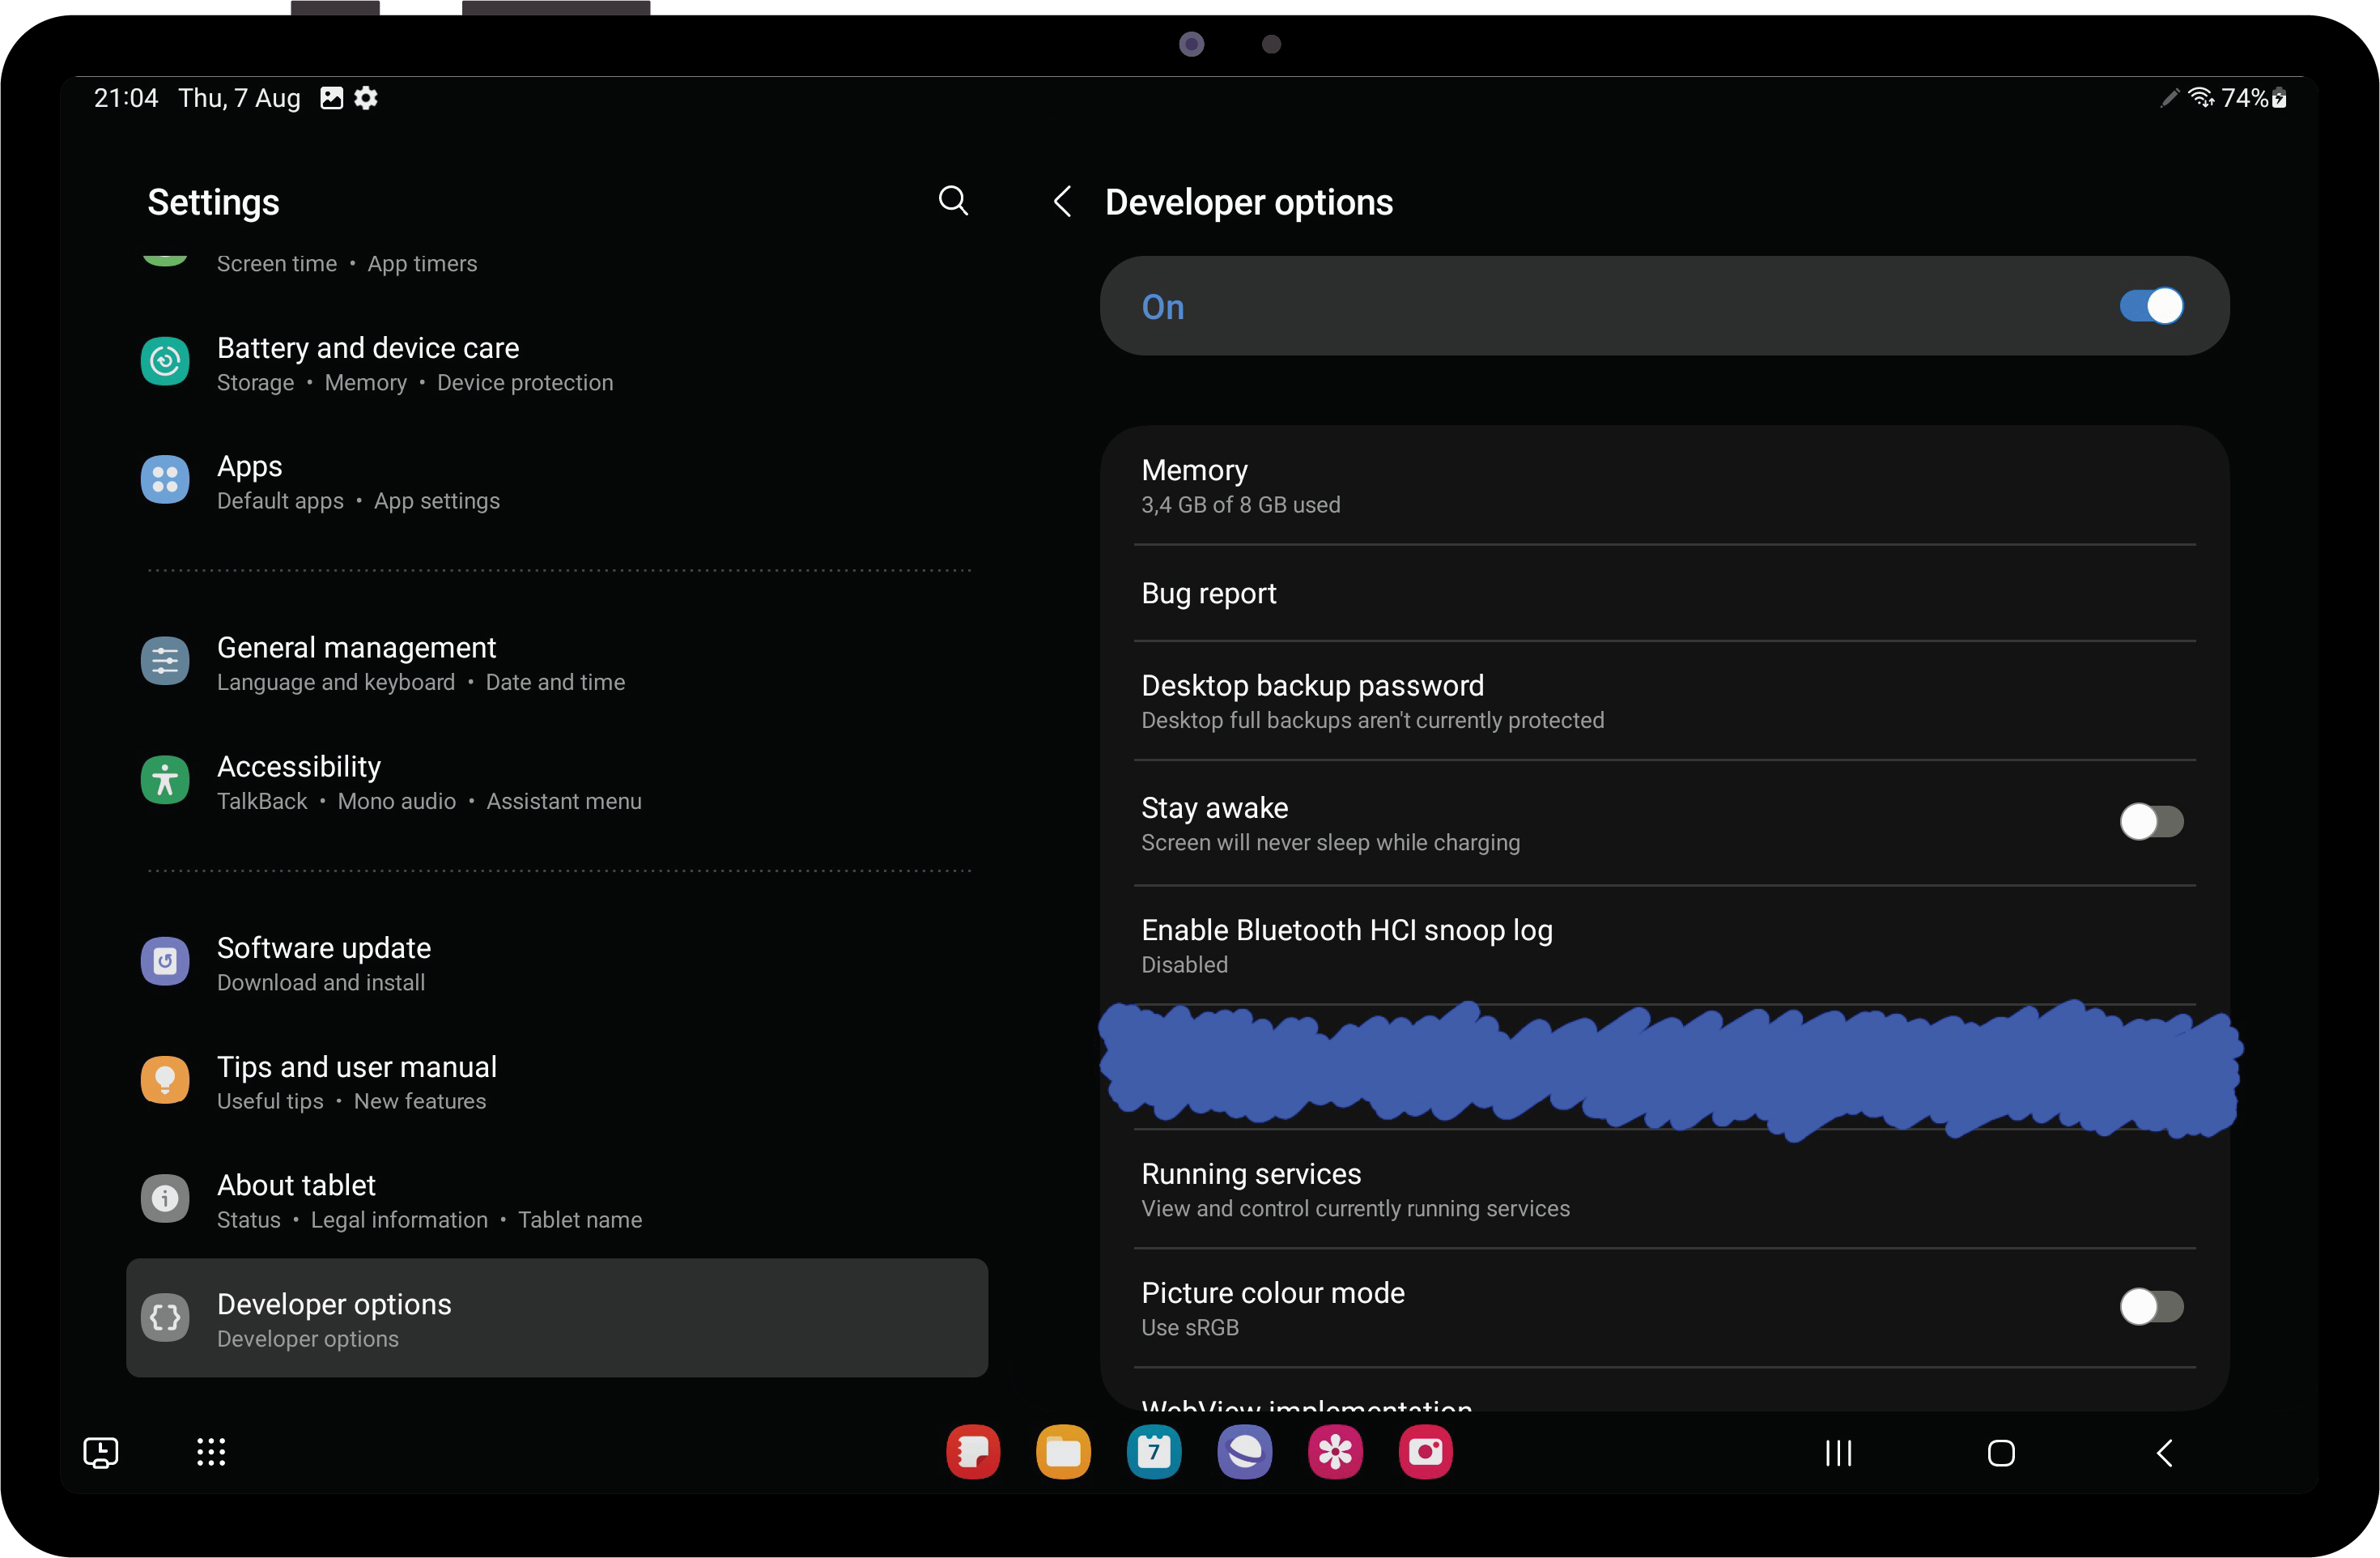 21:04 Thu, 7 Aug
74%
Settings
Screen time • App timers
Battery and device care
Storage • Memory • Device protection
Apps
Default apps • App settings
General management
Language and keyboard • Date and time
Accessibility
TalkBack • Mono audio • Assistant menu
Software update
Download and install
Tips and user manual
Useful tips • New features
About tablet
Status • Legal information • Tablet name
Developer options
Developer options
Developer options
On
Memory
3,4 GB of 8 GB used
Bug report
Desktop backup password
Desktop full backups aren't currently protected
Stay awake
Screen will never sleep while charging
Enable Bluetooth HCI snoop log
Disabled
Running services
View and control currently running services
Picture colour mode
Use sRGB
WebView implementation
7